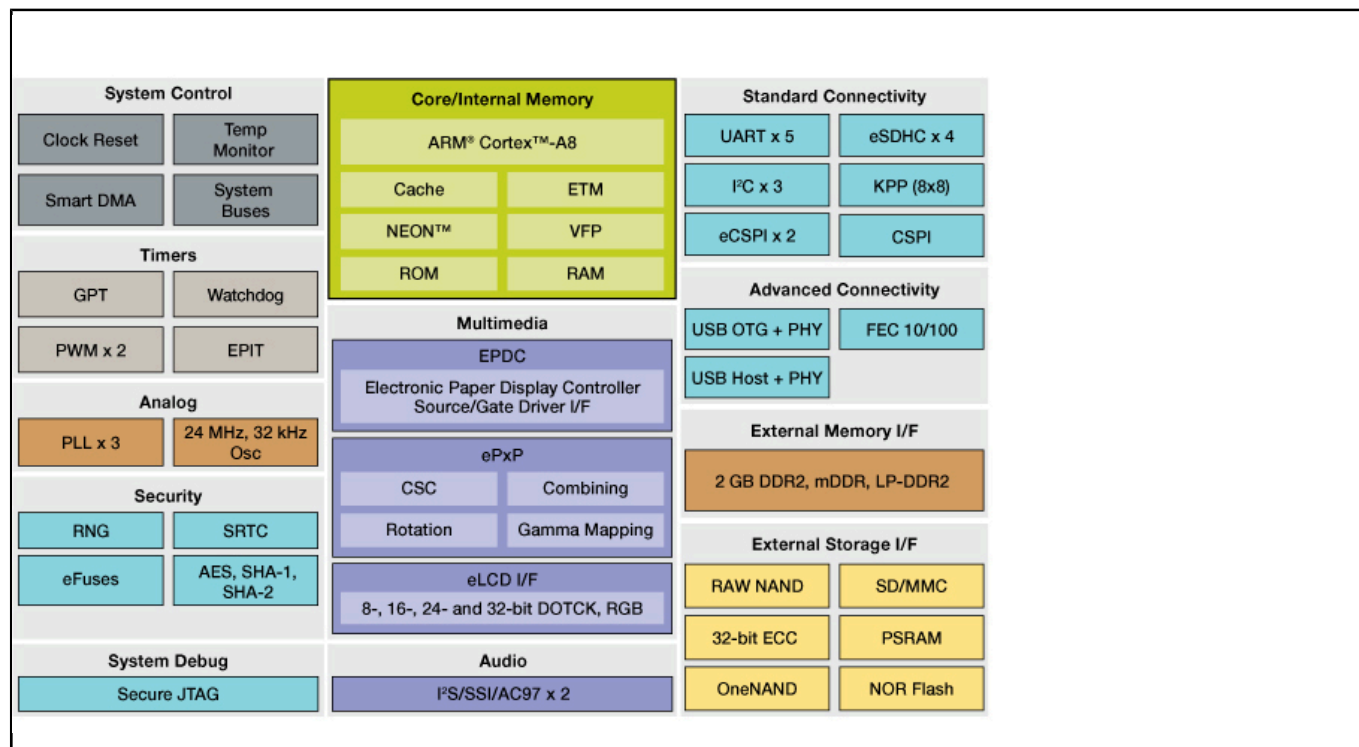 System Control
Clock Reset
Temp
Monitor
Smart DMA
System
Buses
Timers
GPT
Watchdog
PWM x 2
EPIT
Analog
PLL x 3
24 MHz, 32 kHz
Osc
Security
RNG
SRTC
eFuses
AES, SHA-1,
SHA-2
System Debug
Secure JTAG
Core/Internal Memory
ARM® Cortex™-A8
Cache
ETM
NEON™
VFP
ROM
RAM
Multimedia
EPDC
Electronic Paper Display Controller
Source/Gate Driver I/F
ePxP
CSC
Combining
Rotation
Gamma Mapping
eLCD I/F
8-, 16-, 24- and 32-bit DOTCK, RGB
Audio
I²S/SSI/AC97 x 2
Standard Connectivity
UART x 5
eSDHC x 4
I²C x 3
KPP (8x8)
eCSPI x 2
CSPI
Advanced Connectivity
USB OTG + PHY
FEC 10/100
USB Host + PHY
External Memory I/F
2 GB DDR2, mDDR, LP-DDR2
External Storage I/F
RAW NAND
SD/MMC
32-bit ECC
PSRAM
OneNAND
NOR Flash